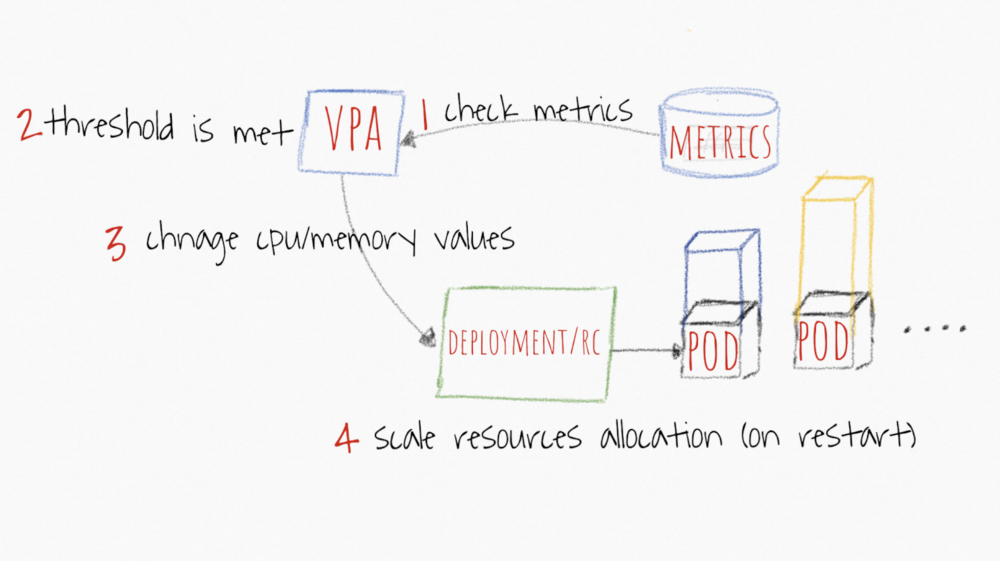 1 check metrics
METRICS
2 threshold is met
VPA
3 chnage cpu/memory values
DEPLOYMENT/RC
POD
POD
....
4 scale resources allocation (on restart)